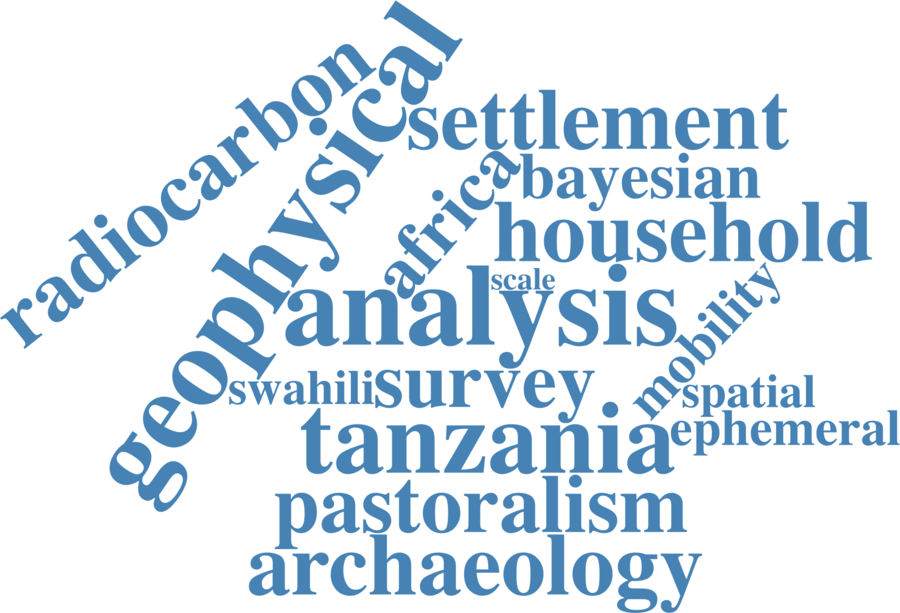 radiocarbon
geophysical
settlement
bayesian
africa
household
scale
analysis
mobility
swahili
survey
spatial
tanzania
ephemeral
pastoralism
archaeology